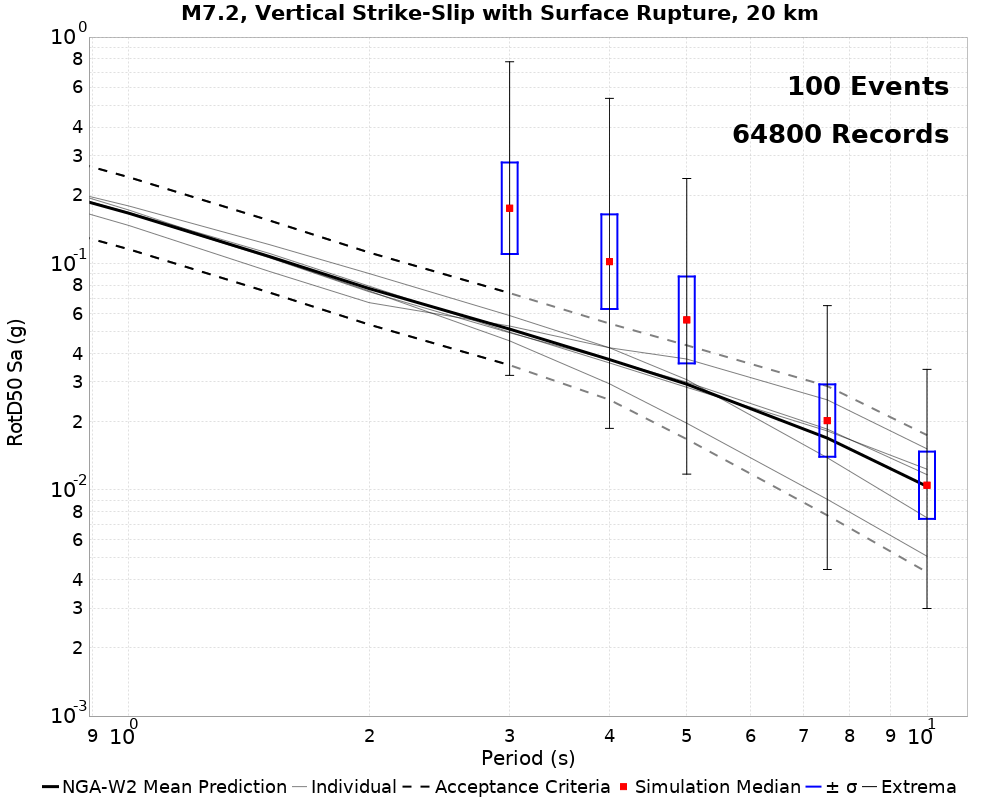 M7.2, Vertical Strike-Slip with Surface Rupture, 20 km
100 Events
64800 Records
RotD50 Sa (g)
10^0
8
6
4
3
2
10^-1
8
6
4
3
2
10^-2
8
6
4
3
2
10^-3
9 10^0 2 3 4 5 6 7 8 9 10^1
Period (s)
NGA-W2 Mean Prediction Individual Acceptance Criteria Simulation Median ± σ Extrema